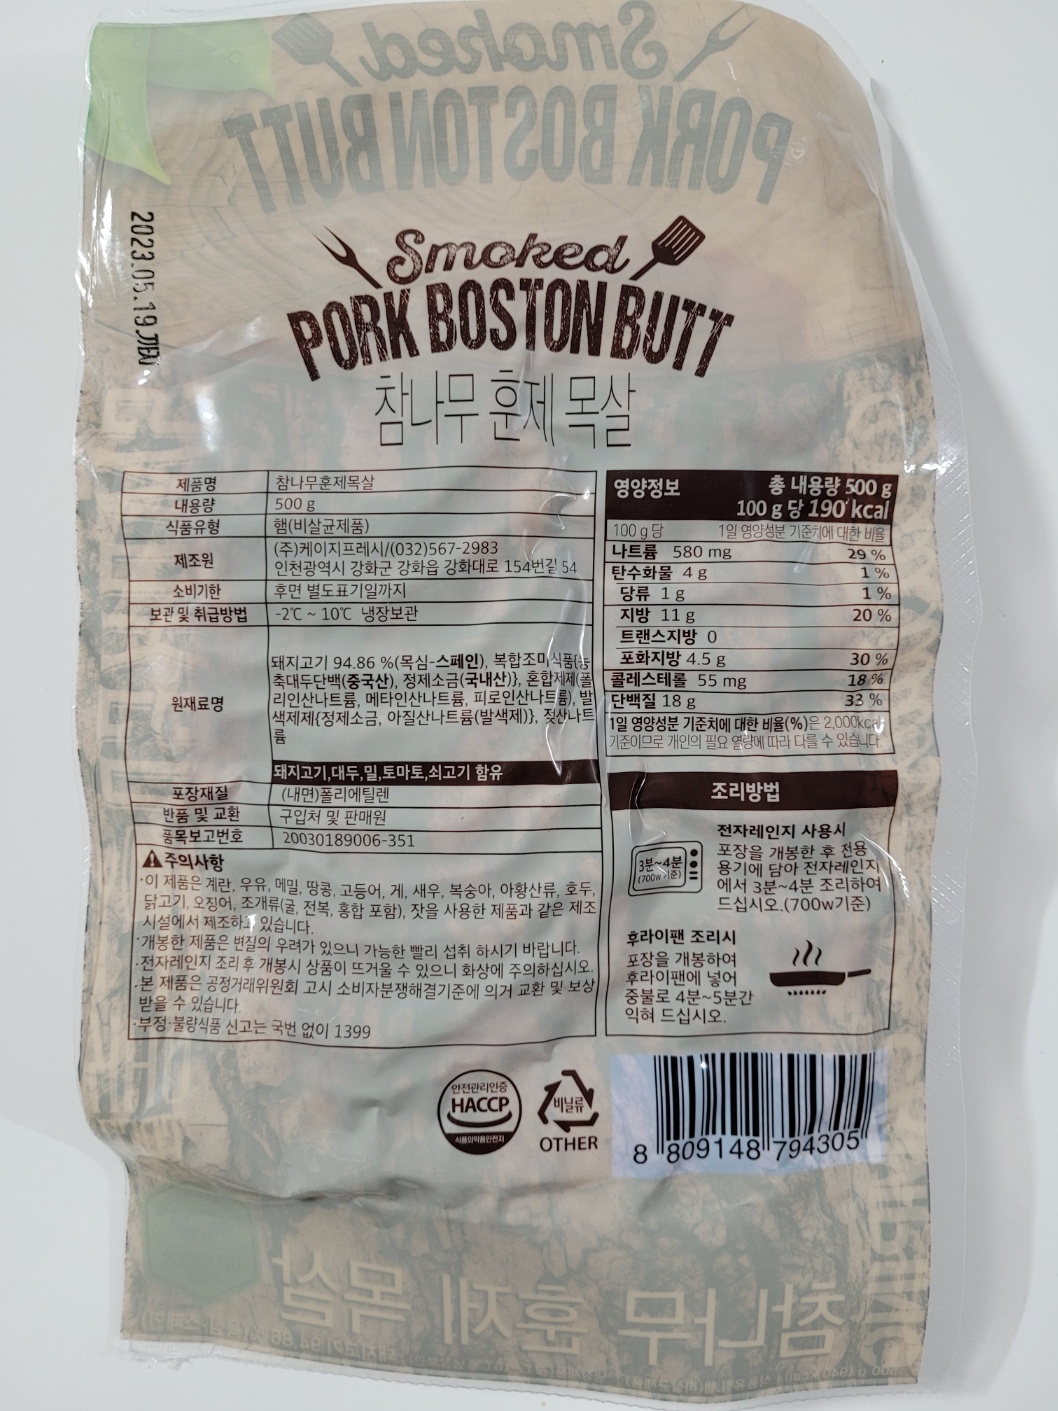 Smoked
PORK BOSTON BUTT
2023.05.19
Smoked
PORK BOSTON BUTT
참나무 훈제 목살
제품명 참나무훈제목살
내용량 500 g
식품유형 햄(비살균제품)
제조원 (주)케이지프레시/(032)567-2983
인천광역시 강화군 강화읍 강화대로 154번길 54
소비기한 후면 별도표기일까지
보관 및 취급방법 -2℃ ~ 10℃ 냉장보관
원재료명 돼지고기 94.86 %(목심-스페인), 복합조미식품{농
축대두단백(중국산), 정제소금(국내산)}, 혼합제제(폴
리인산나트륨, 메타인산나트륨, 피로인산나트륨), 발
색제제{정제소금, 아질산나트륨(발색제)}, 젖산나트
륨
돼지고기,대두,밀,토마토,쇠고기 함유
포장재질 (내면)폴리에틸렌
반품 및 교환 구입처 및 판매원
품목보고번호 20030189006-351
주의사항
·이 제품은 계란, 우유, 메밀, 땅콩, 고등어, 게, 새우, 복숭아, 아황산류, 호두,
닭고기, 오징어, 조개류(굴, 전복, 홍합 포함), 잣을 사용한 제품과 같은 제조
시설에서 제조하고 있습니다.
·개봉한 제품은 변질의 우려가 있으니 가능한 빨리 섭취 하시기 바랍니다.
·전자레인지 조리 후 개봉시 상품이 뜨거울 수 있으니 화상에 주의하십시오.
·본 제품은 공정거래위원회 고시 소비자분쟁해결기준에 의거 교환 및 보상
받을 수 있습니다.
·부정·불량식품 신고는 국번 없이 1399
영양정보 총 내용량 500 g
100 g 당 190 kcal
100 g 당 1일 영양성분 기준치에 대한 비율
나트륨 580 mg 29 %
탄수화물 4 g 1 %
당류 1 g 1 %
지방 11 g 20 %
트랜스지방 0
포화지방 4.5 g 30 %
콜레스테롤 55 mg 18 %
단백질 18 g 33 %
1일 영양성분 기준치에 대한 비율(%)은 2,000kcal
기준이므로 개인의 필요 열량에 따라 다를 수 있습니다.
조리방법
3분~4분
(700w기준)
전자레인지 사용시
포장을 개봉한 후 전용
용기에 담아 전자레인지
에서 3분~4분 조리하여
드십시오.(700w기준)
후라이팬 조리시
포장을 개봉하여
후라이팬에 넣어
중불로 4분~5분간
익혀 드십시오.
안전관리인증
HACCP
식품의약품안전처
비닐류
OTHER
8 809148 794305
참나무 훈제 목살